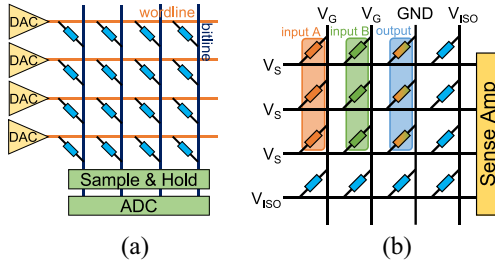 DAC
DAC
DAC
DAC
wordline
bitline
Sample & Hold
ADC
(a)
V_G V_G GND V_ISO
input A input B output
V_S
V_S
V_S
V_ISO
Sense Amp
(b)